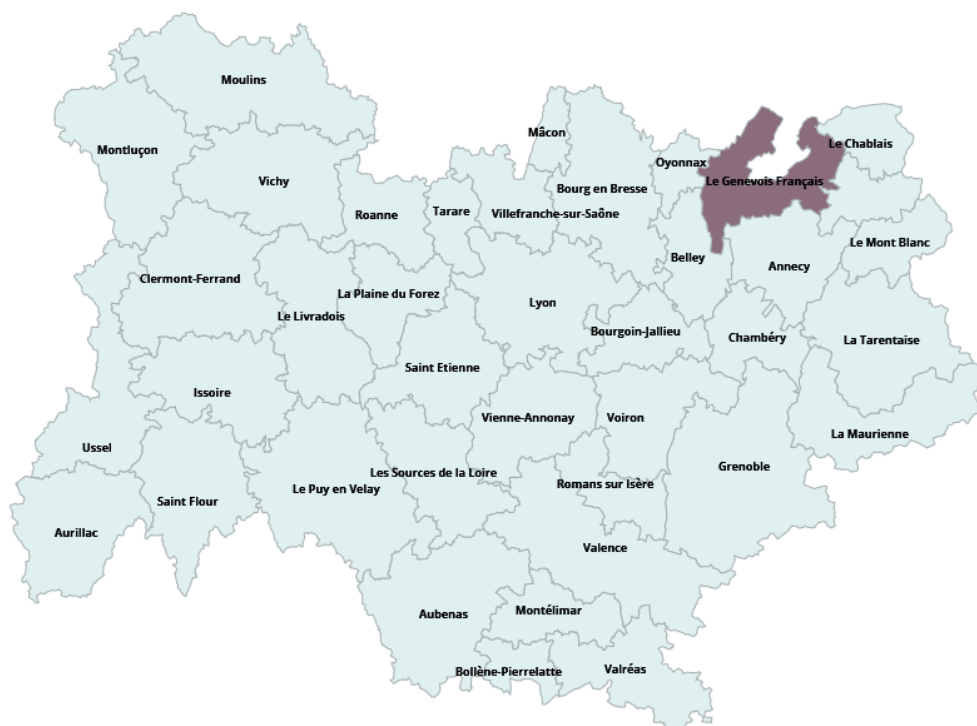 Moulins
Mâcon
Le Chablais
Montluçon
Oyonnax
Vichy
Le Genevois Français
Bourg en Bresse
Roanne
Tarare
Villefranche-sur-Saône
Le Mont Blanc
Belley
Annecy
Clermont-Ferrand
La Plaine du Forez
Lyon
Le Livradois
Bourgoin-Jallieu
Chambéry
La Tarentaise
Saint Etienne
Issoire
Vienne-Annonay
Voiron
La Maurienne
Ussel
Grenoble
Les Sources de la Loire
Romans sur Isère
Le Puy en Velay
Saint Flour
Aurillac
Valence
Aubenas
Montélimar
Bollène-Pierrelatte
Valréas